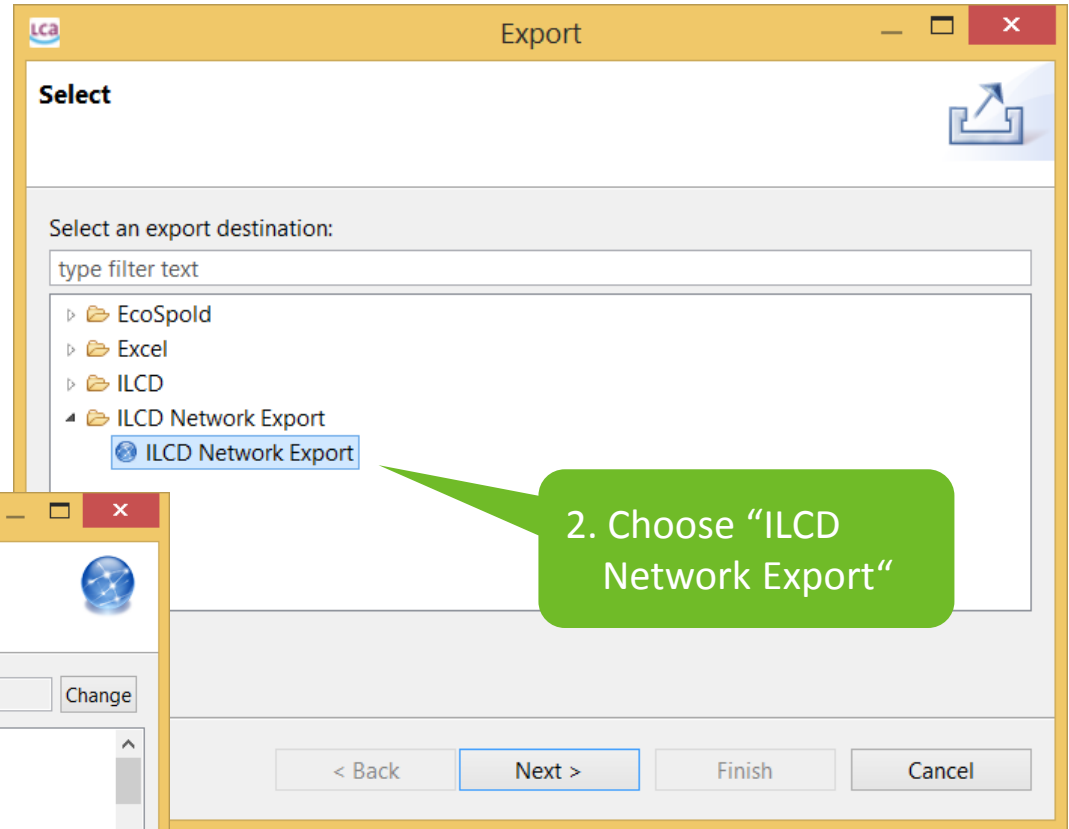 LCA
Export
Select
Select an export destination:
type filter text
EcoSpold
Excel
ILCD
ILCD Network Export
ILCD Network Export
2. Choose “ILCD
Network Export“
Change
< Back
Next >
Finish
Cancel